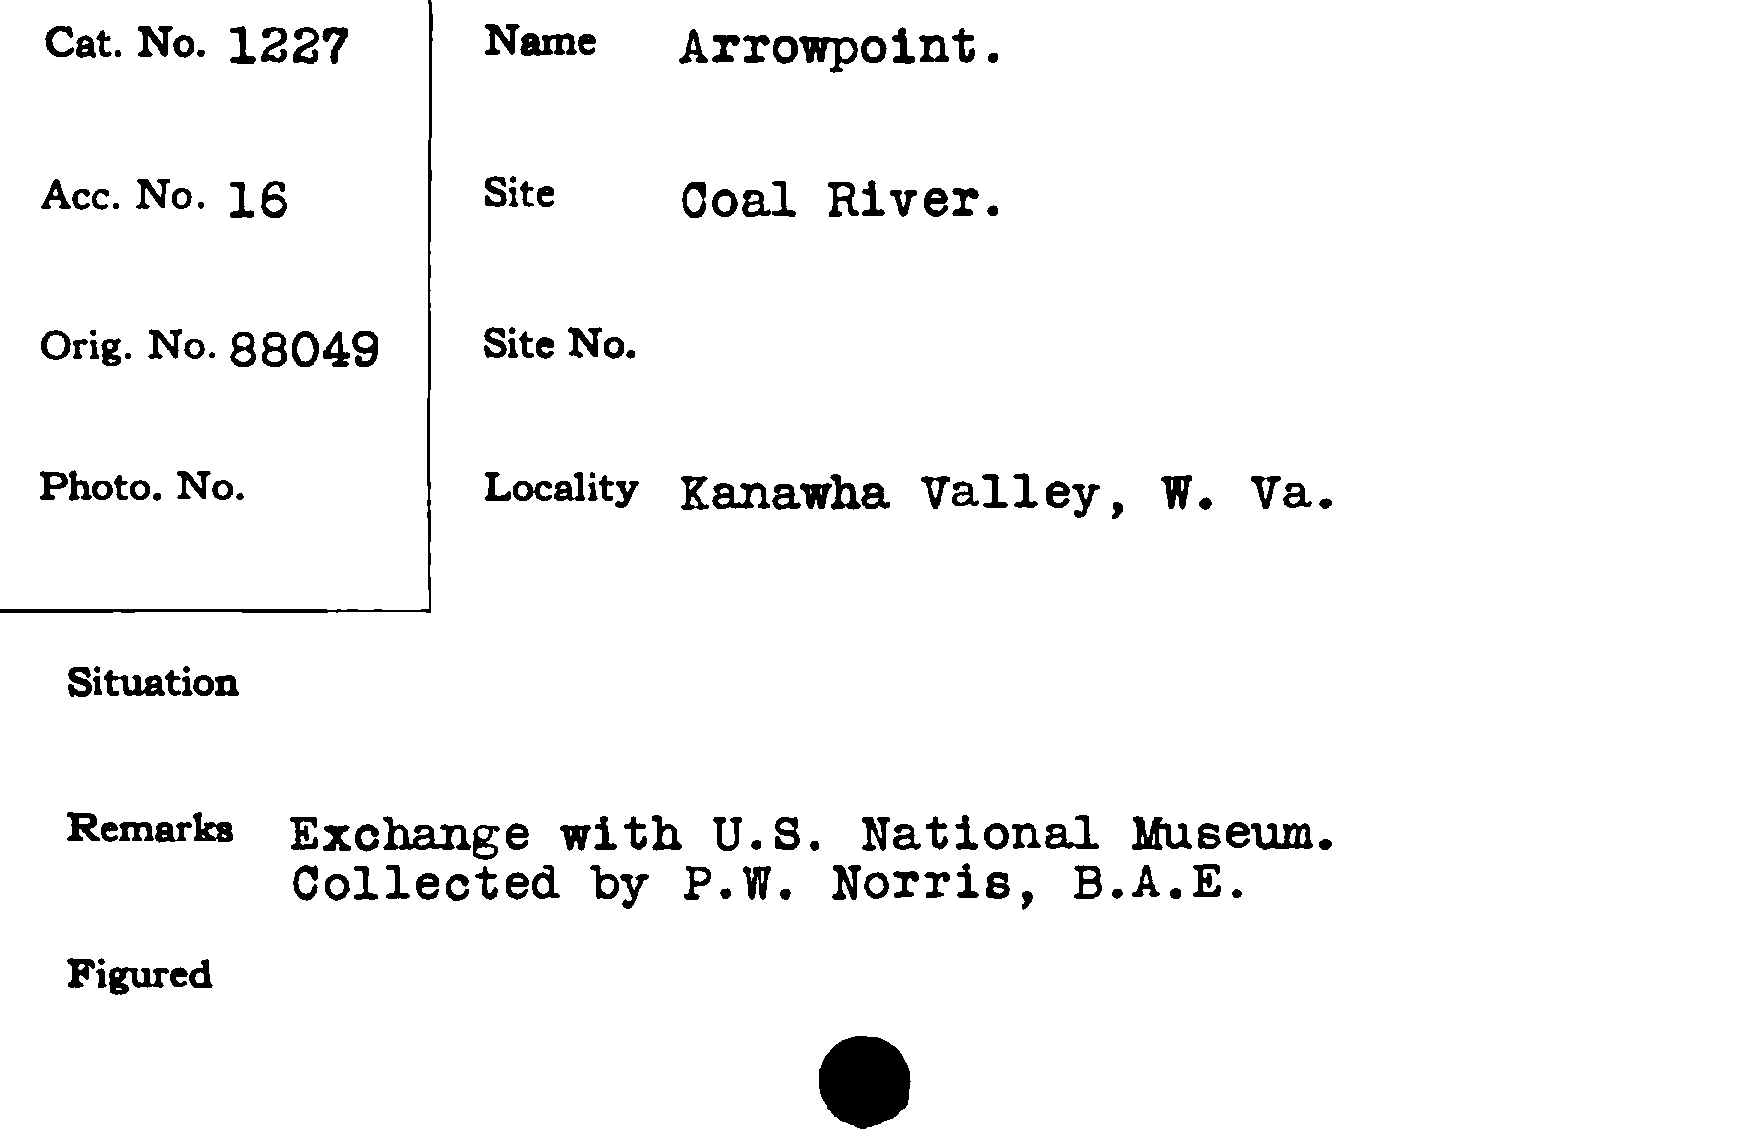 Cat. No. 1227
Name Arrowpoint.
Acc. No. 16
Site Coal River.
Orig. No. 88049
Site No.
Photo. No.
Locality Kanawha Valley, W. Va.
Situation
Remarks Exchange with U.S. National Museum.
Collected by P.W. Norris, B.A.E.
Figured